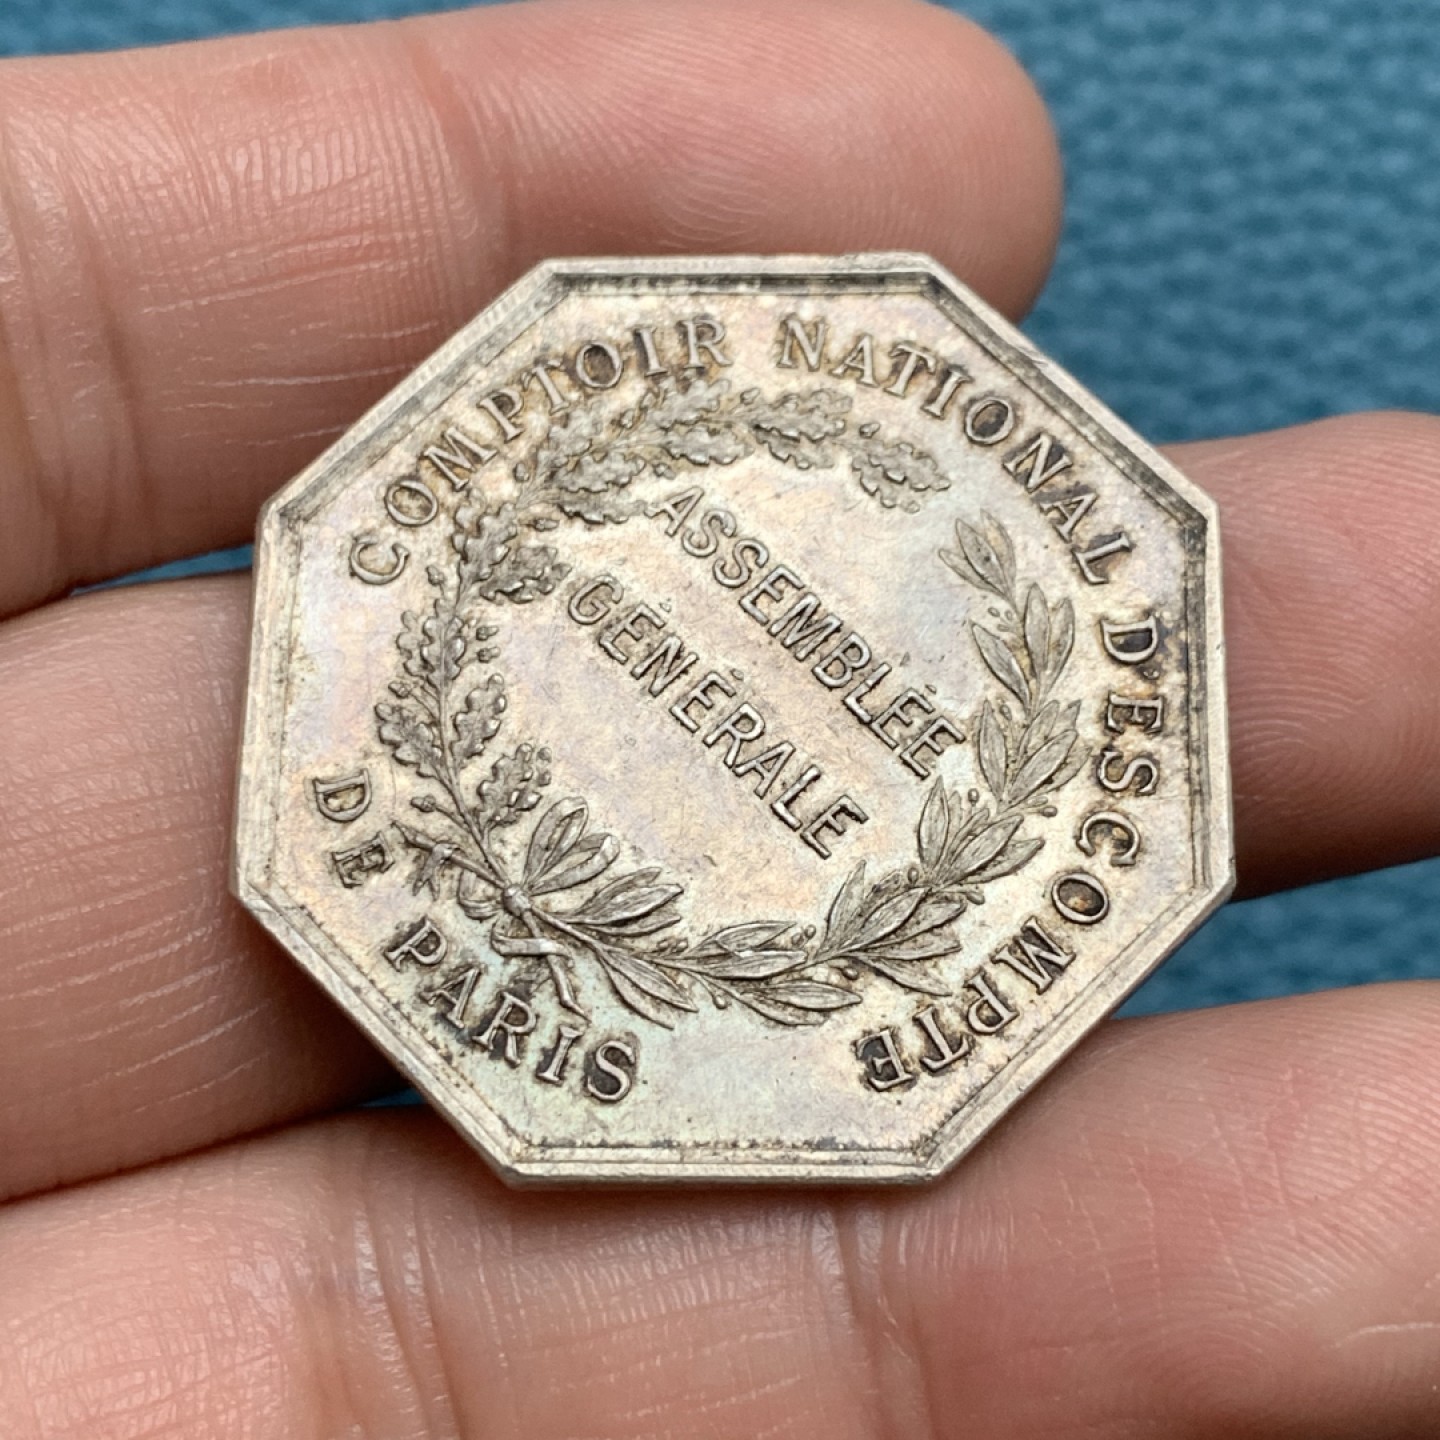 COMPTOIR NATIONAL D'ESCOMPTE
DE PARIS
ASSEMBLÉE
GÉNÉRALE